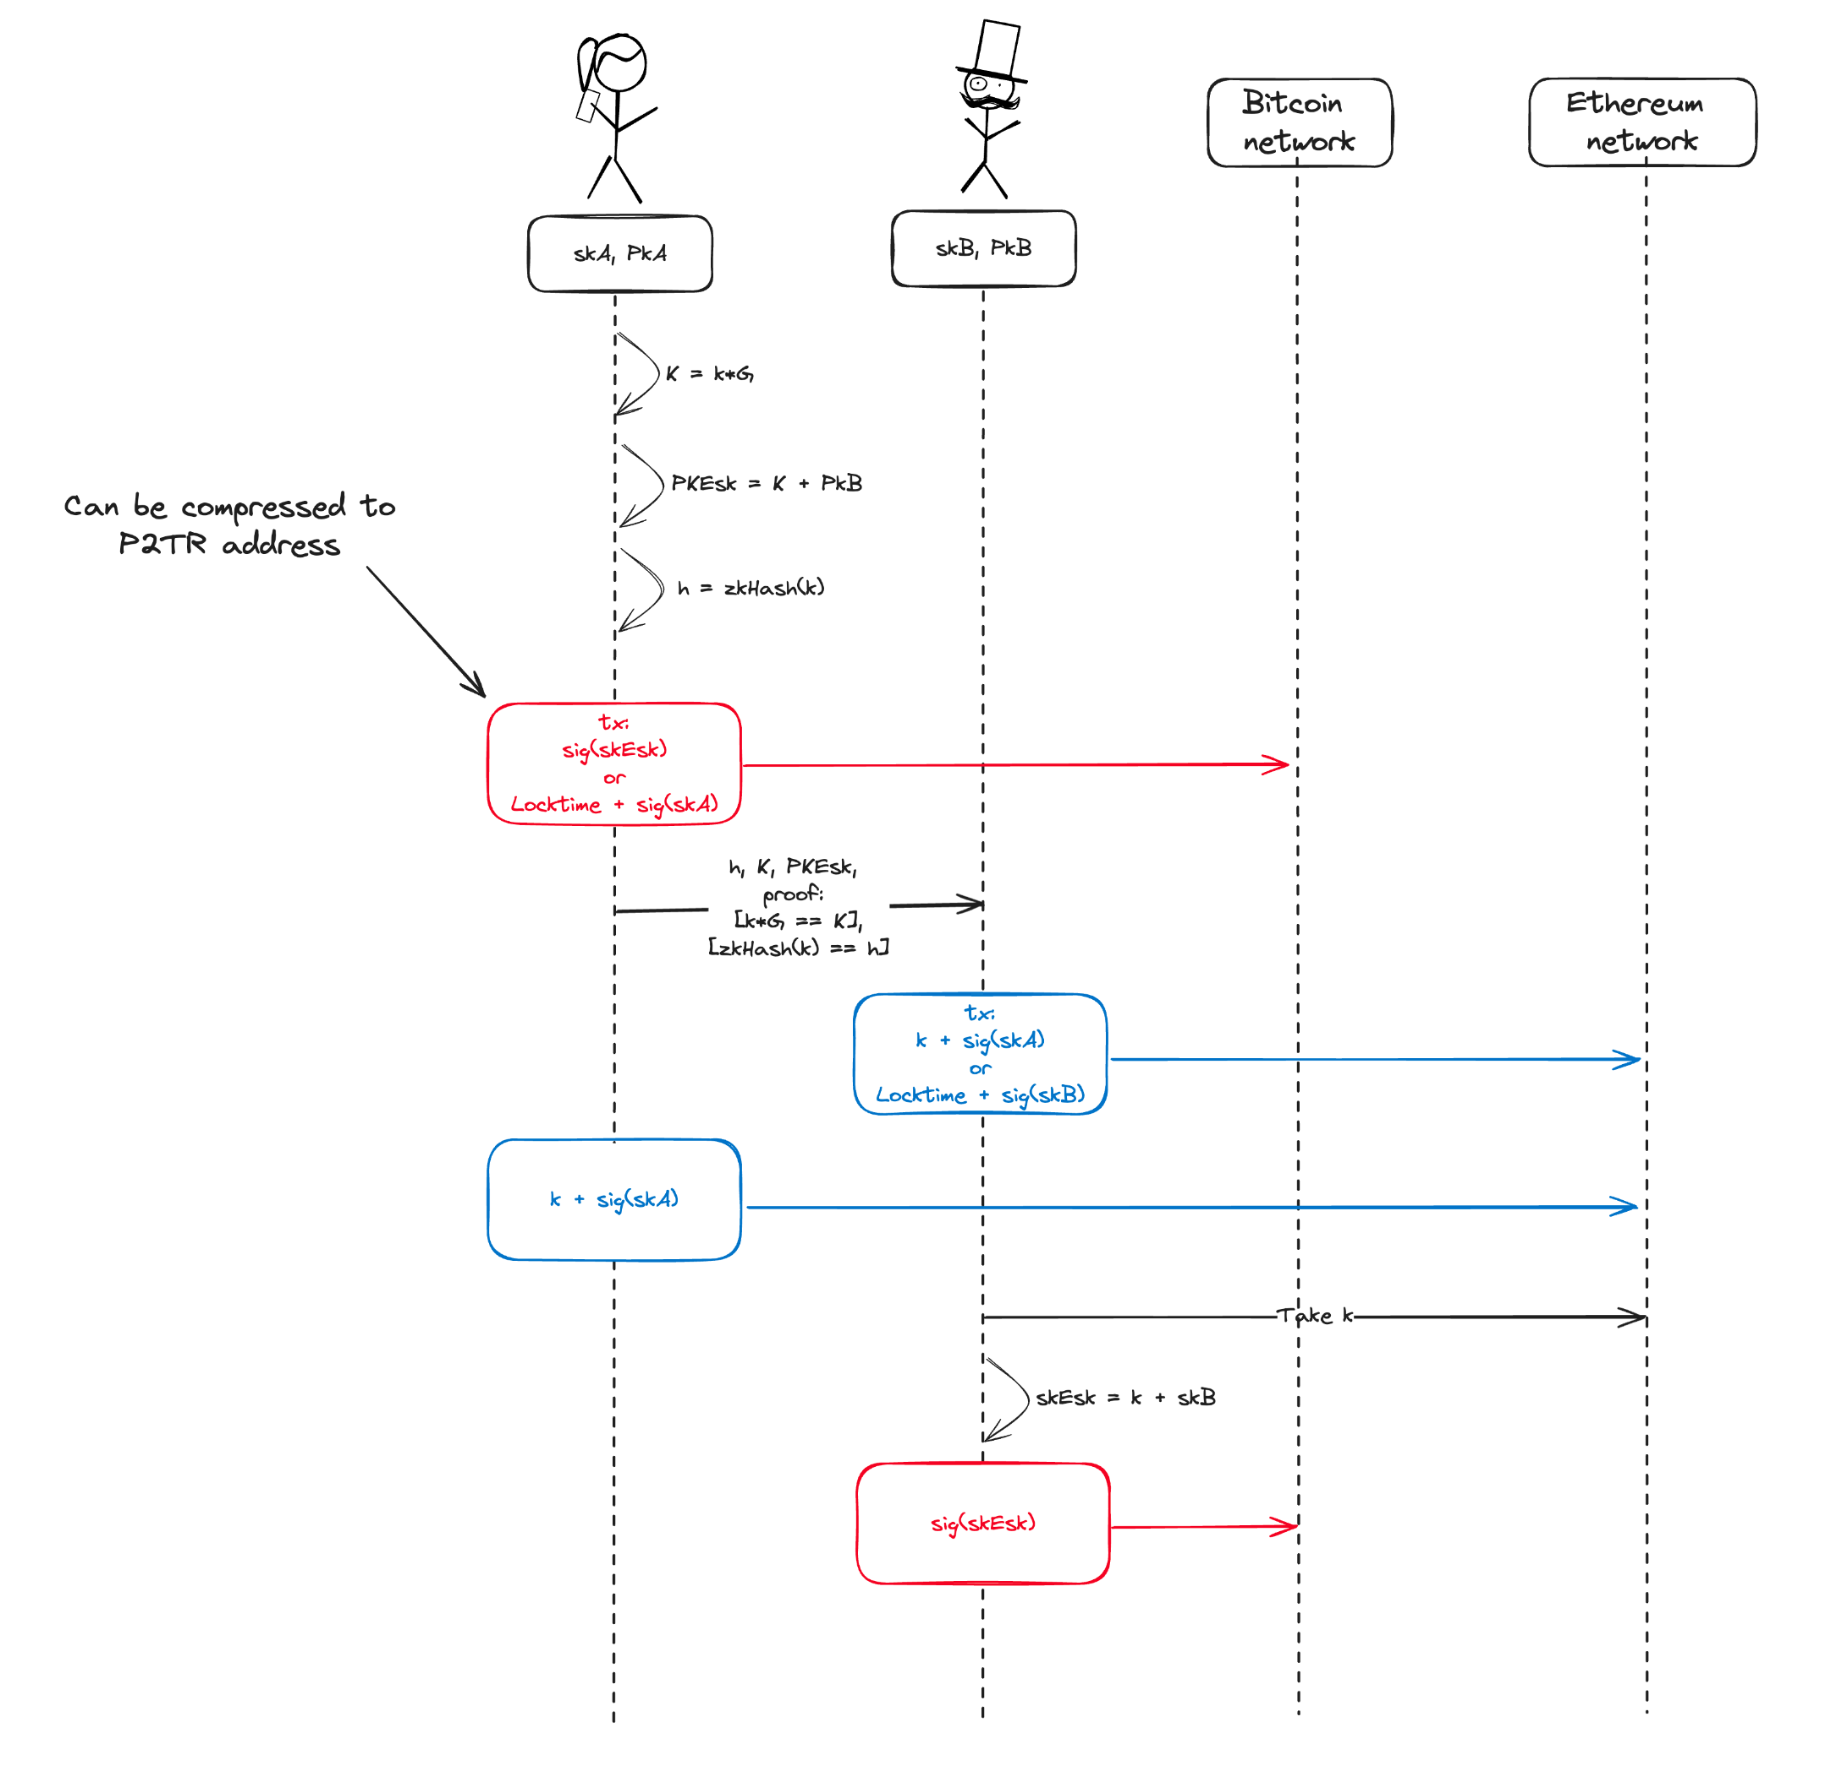 Bitcoin
network
Ethereum
network
skA, PkA
skB, PkB
K = k*G
PKEsk = K + PkB
Can be compressed to
P2TR address
h = zkHash(k)
tx:
sig(skEsk)
or
Locktime + sig(skA)
h, K, PKEsk,
proof:
[k*G == K],
[zkHash(k) == h]
tx:
k + sig(skA)
or
Locktime + sig(skB)
k + sig(skA)
Take k
skEsk = k + skB
sig(skEsk)